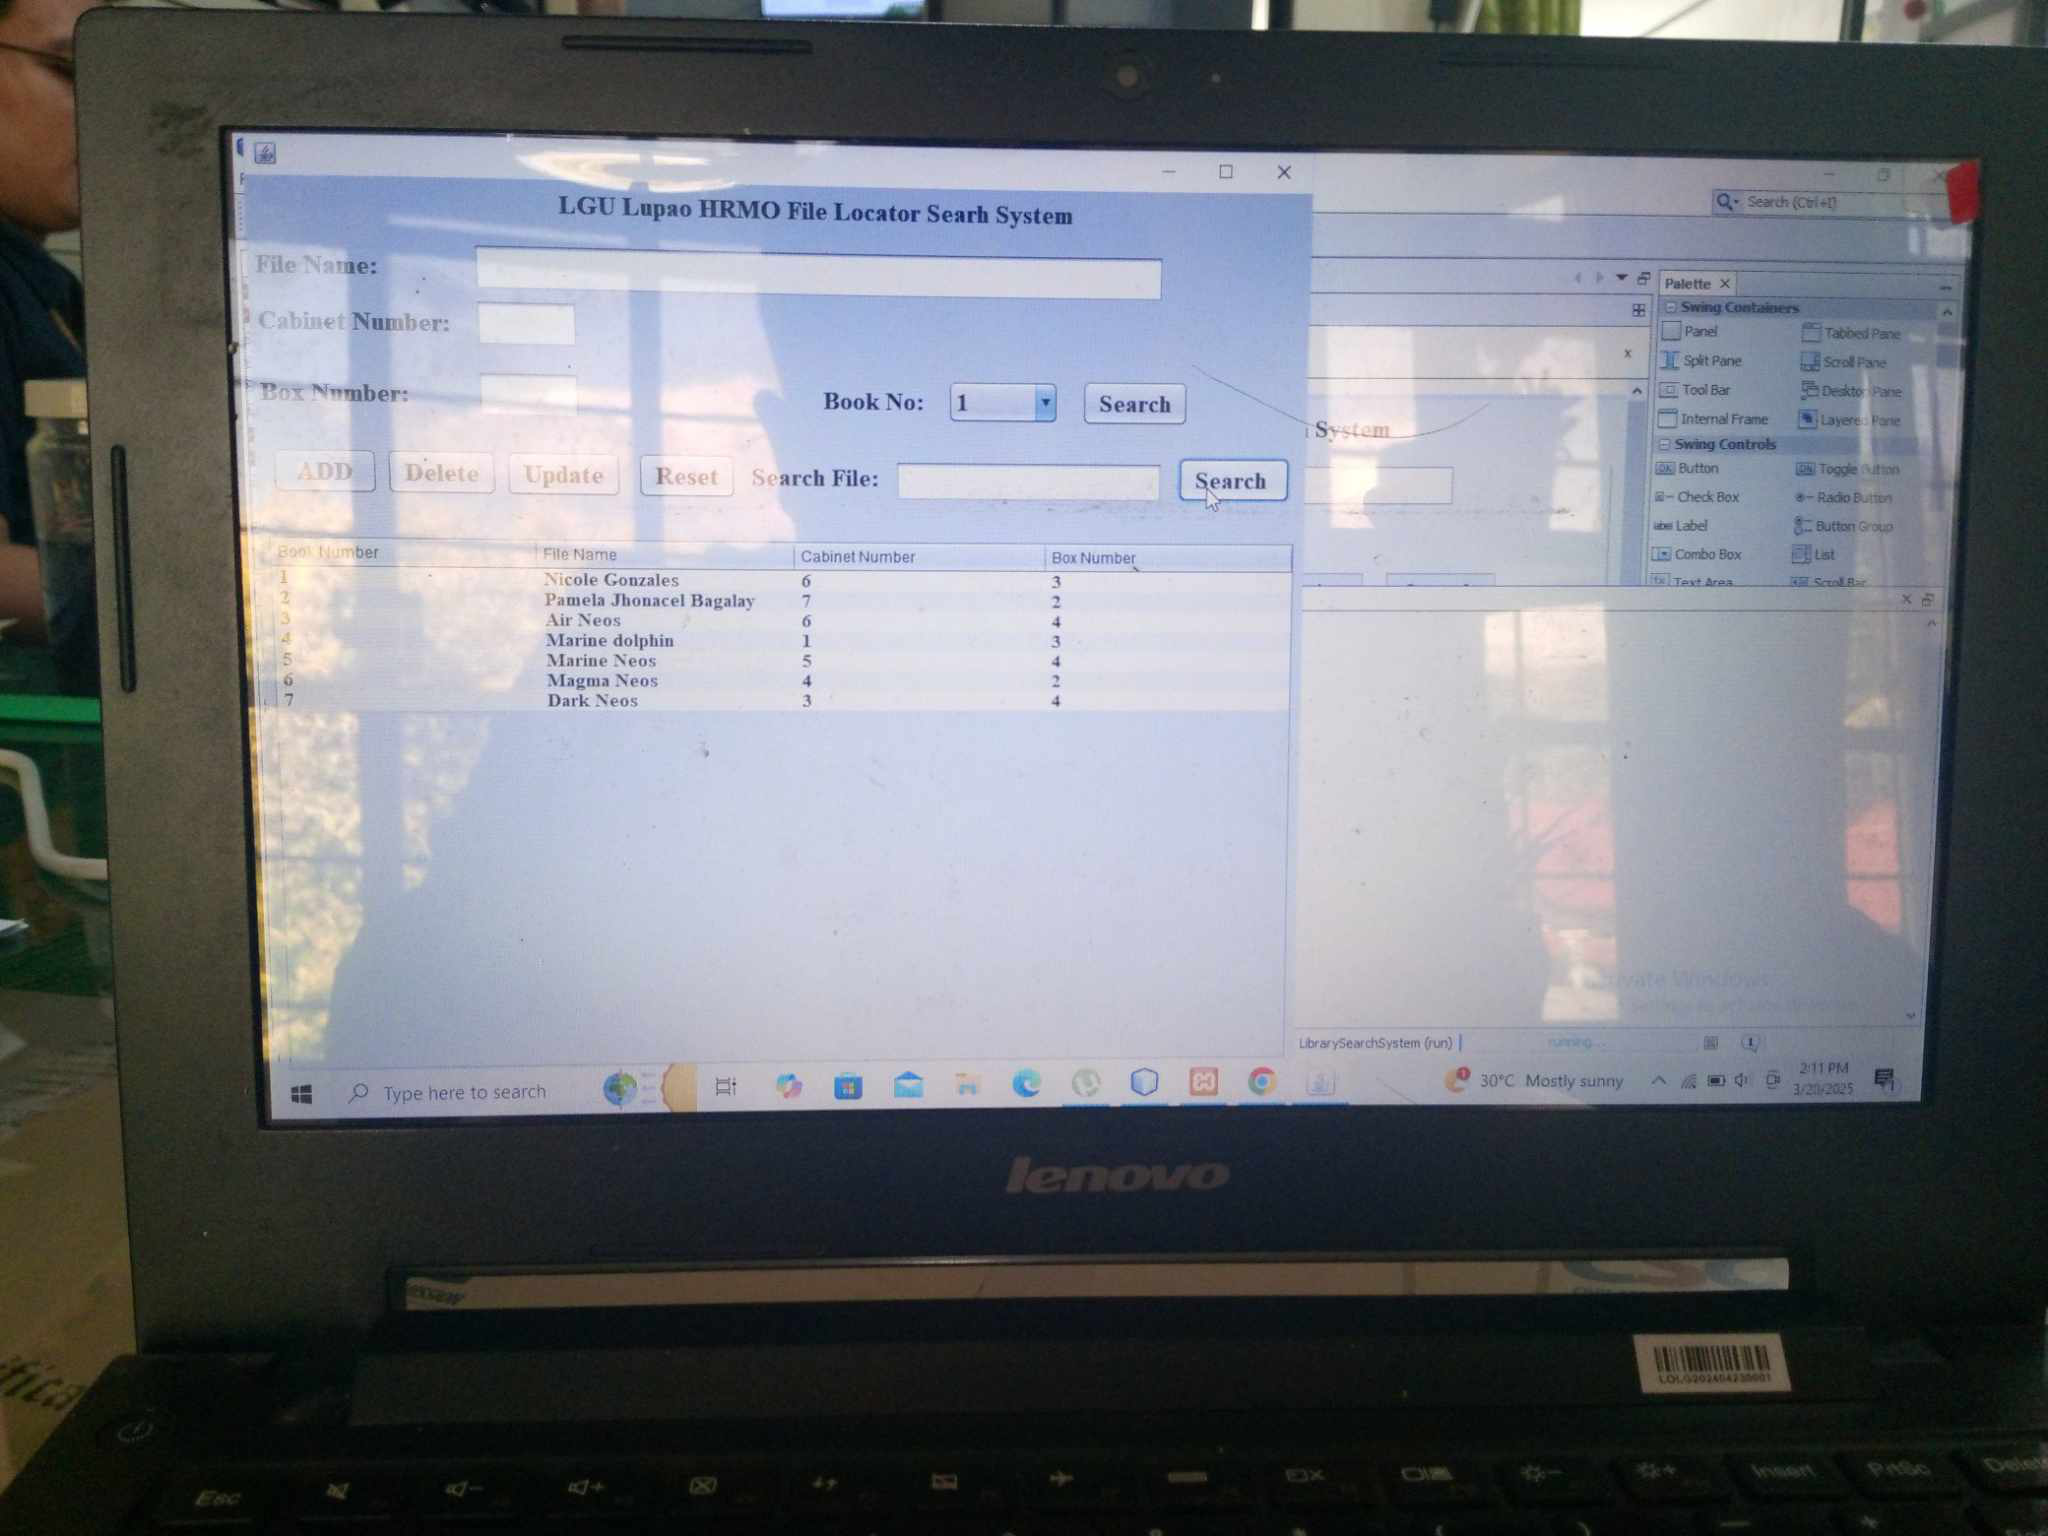 LGU Lupao HRMO File Locator Searh System
Search (Ctrl+I)
File Name:
Cabinet Number:
Box Number:
Book No: 1 Search
ADD Delete Update Reset Search File: Search
Book Number File Name Cabinet Number Box Number
1 Nicole Gonzales 6 3
2 Pamela Jhonacel Bagalay 7 2
3 Air Neos 6 4
4 Marine dolphin 1 3
5 Marine Neos 5 4
6 Magma Neos 4 2
7 Dark Neos 3 4
System
Palette
Swing Containers
Panel Tabbed Pane
Split Pane Scroll Pane
Tool Bar Desktop Pane
Internal Frame Layered Pane
Swing Controls
Button Toggle Button
Check Box Radio Button
Label Button Group
Combo Box List
Text Area Scroll Bar
Windows
LibrarySearchSystem (run) running...
Type here to search
30°C Mostly sunny
2:11 PM
3/20/2025
lenovo
LOLG202404230001
Esc
Insert
PrtSc
Delete